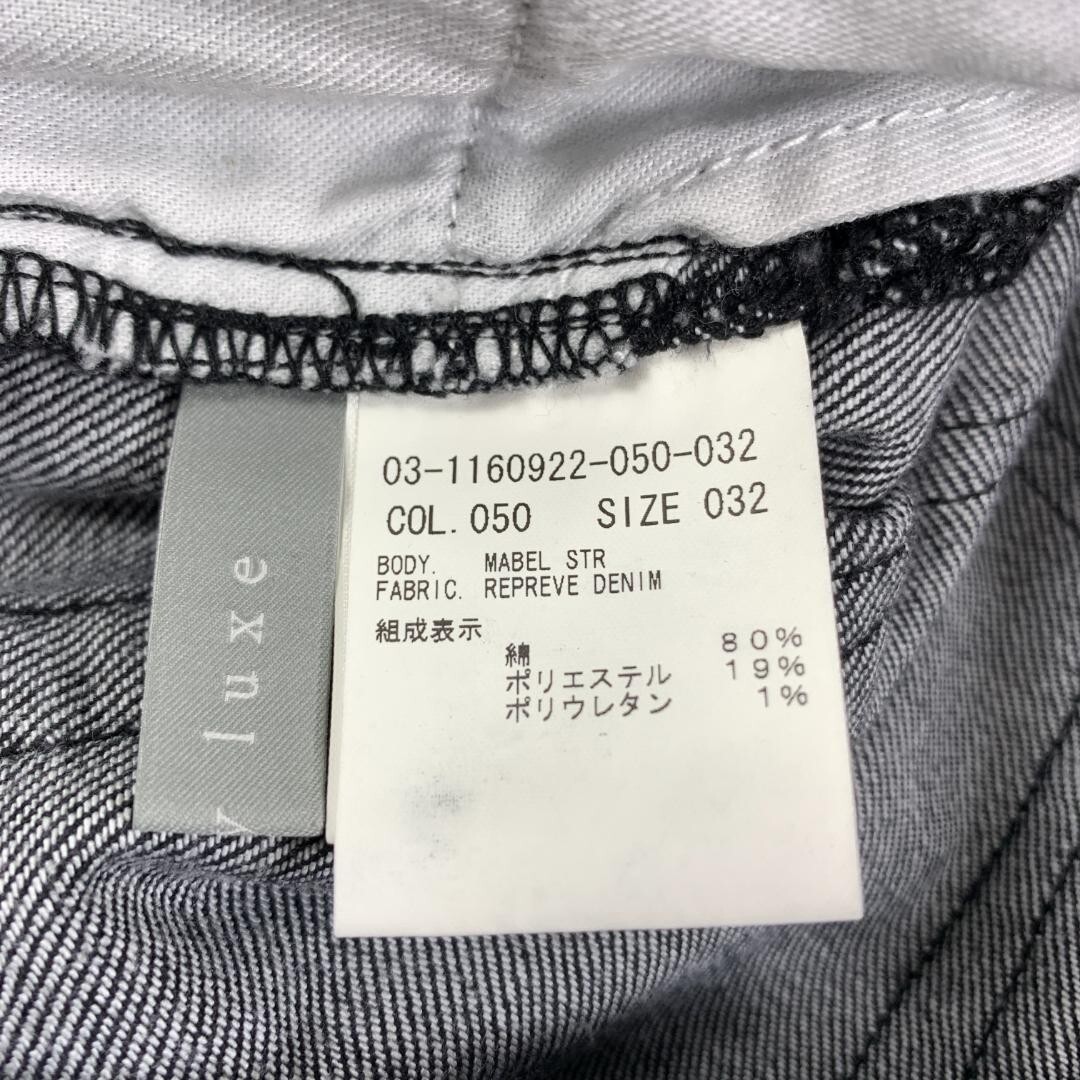 03-1160922-050-032
COL.050 SIZE 032
BODY. MABEL STR
FABRIC. REPREVE DENIM
組成表示
綿 80%
ポリエステル 19%
ポリウレタン 1%
luxe